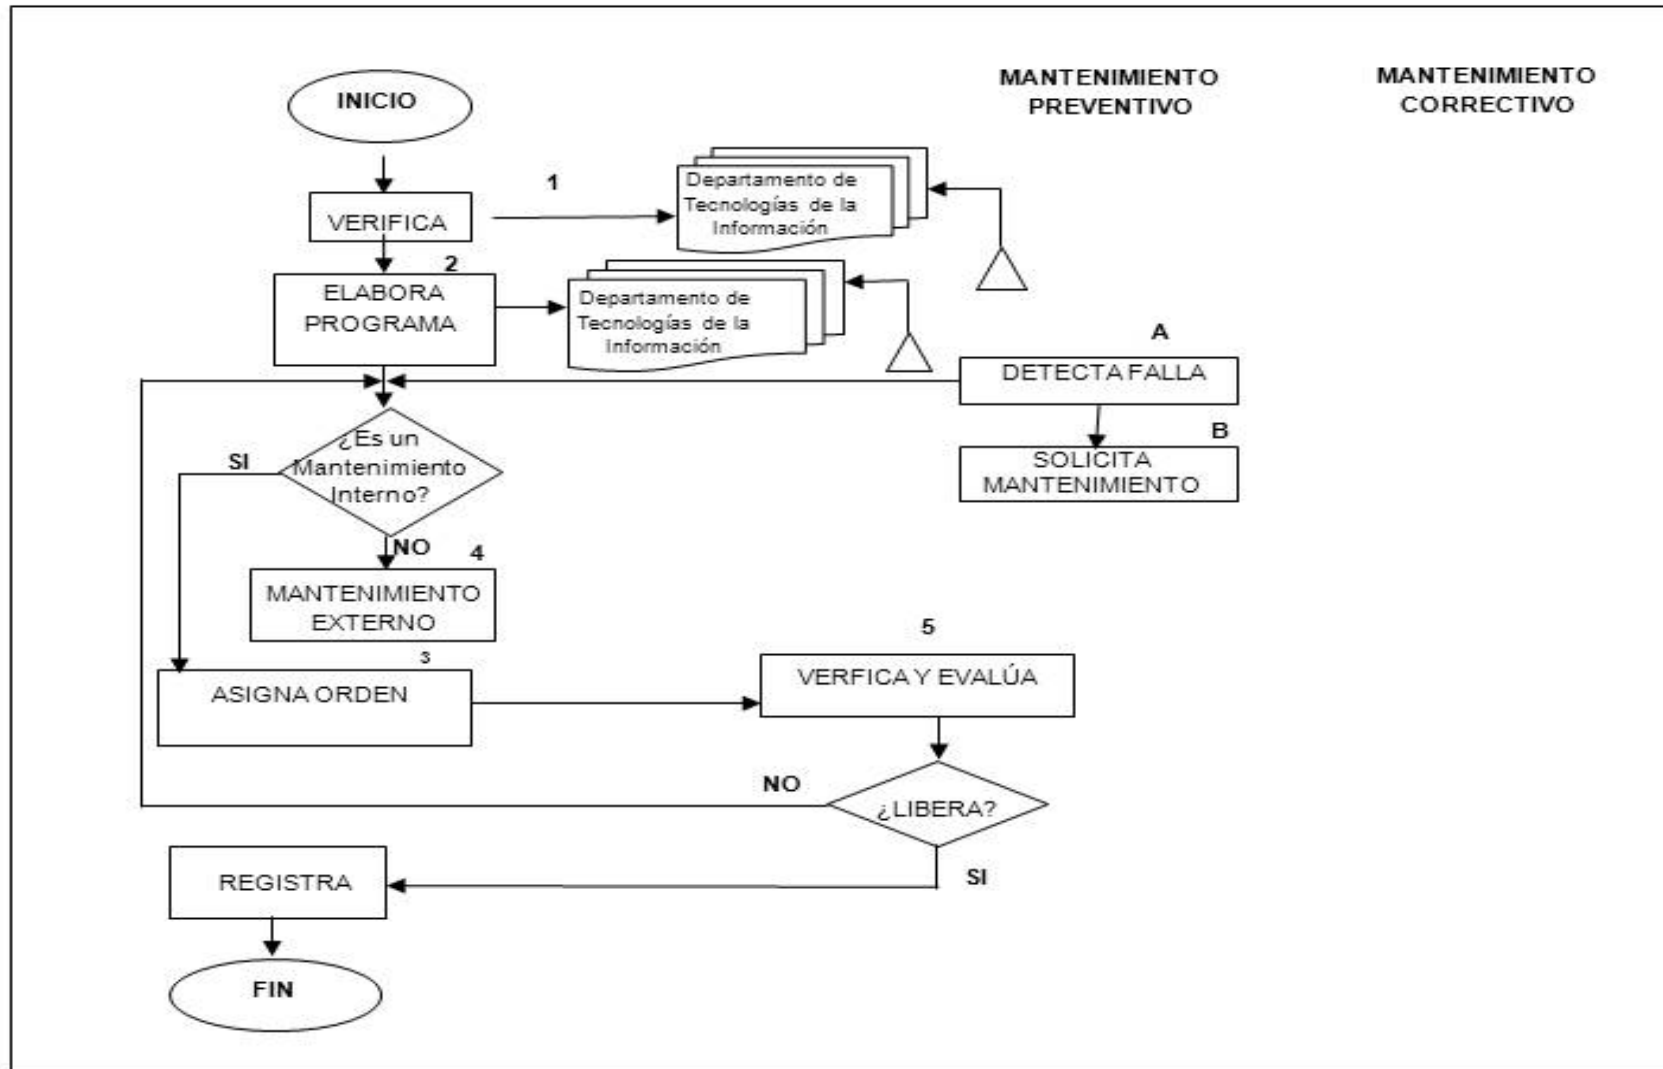 INICIO
MANTENIMIENTO
PREVENTIVO
MANTENIMIENTO
CORRECTIVO
1
VERIFICA
Departamento de
Tecnologías de la
Información
2
ELABORA
PROGRAMA
Departamento de
Tecnologías de la
Información
A
DETECTA FALLA
B
SOLICITA
MANTENIMIENTO
¿Es un
Mantenimiento
Interno?
SI
NO
4
MANTENIMIENTO
EXTERNO
3
ASIGNA ORDEN
5
VERFICA Y EVALÚA
NO
¿LIBERA?
SI
REGISTRA
FIN